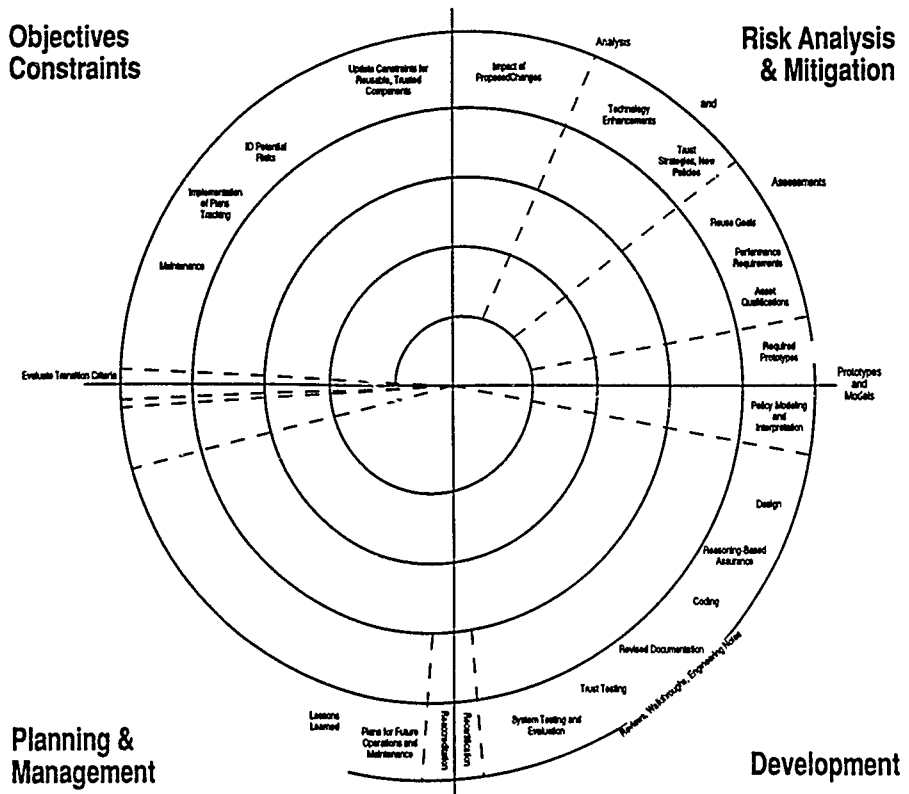 Objectives
Constraints
Risk Analysis
& Mitigation
Analysis
and
Assessments
Update Constraints for
Reusable, Trusted
Components
Impact of
ProposedChanges
Technology
Enhancements
Trust
Strategies, New
Policies
ID Potential
Risks
Implementation
of Plans
Tracking
Maintenance
Reuse Goals
Performance
Requirements
Asset
Qualifications
Required
Prototypes
Evaluate Transition Criteria
Prototypes
and
Models
Policy Modeling
and
Interpretation
Design
Reasoning-Based
Assurance
Coding
Revised Documentation
Reviews, Walkthroughs, Engineering Notes
Trust Testing
System Testing and
Evaluation
Recertification
Reaccreditation
Lessons
Learned
Plans for Future
Operations and
Maintenance
Planning &
Management
Development